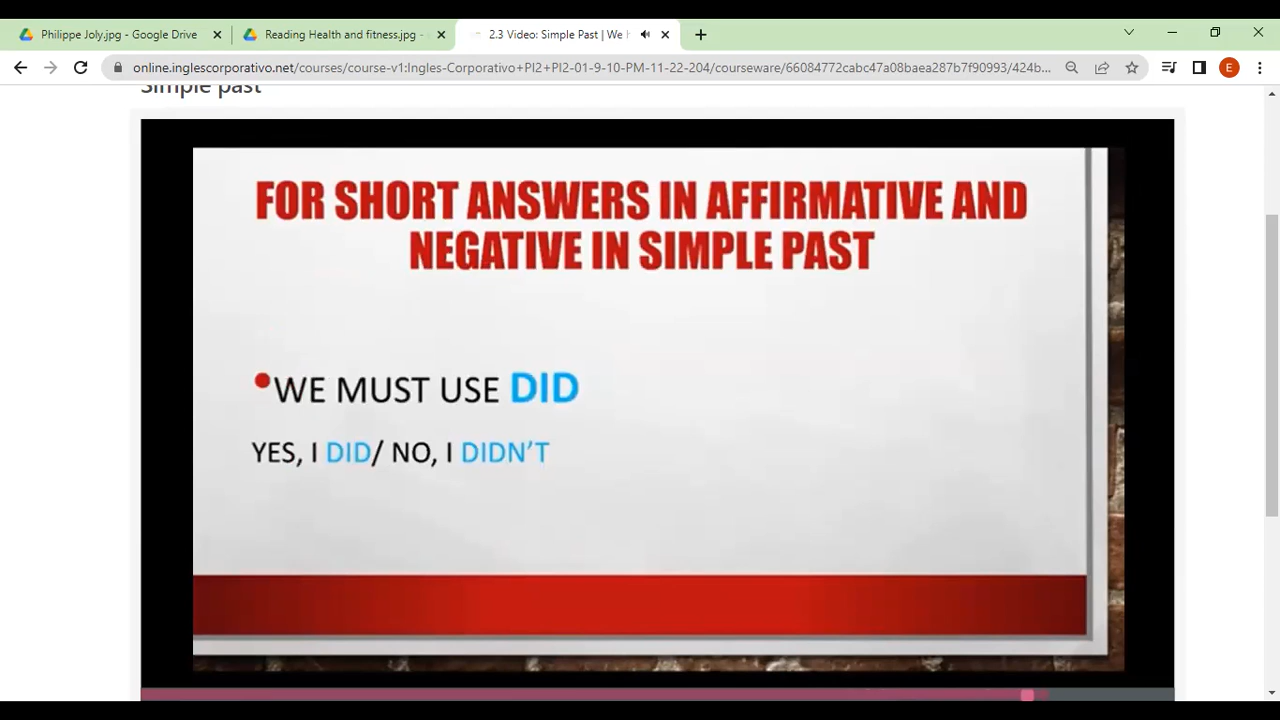 Philippe Joly.jpg - Google Drive
Reading Health and fitness.jpg -
2.3 Video: Simple Past | We
online.inglescorporativo.net/courses/course-v1:Ingles-Corporativo+PI2+PI2-01-9-10-PM-11-22-204/courseware/66084772cabc47a08baea287b7f90993/424b...
E
Simple past
FOR SHORT ANSWERS IN AFFIRMATIVE AND
NEGATIVE IN SIMPLE PAST
•WE MUST USE DID
YES, I DID/ NO, I DIDN'T